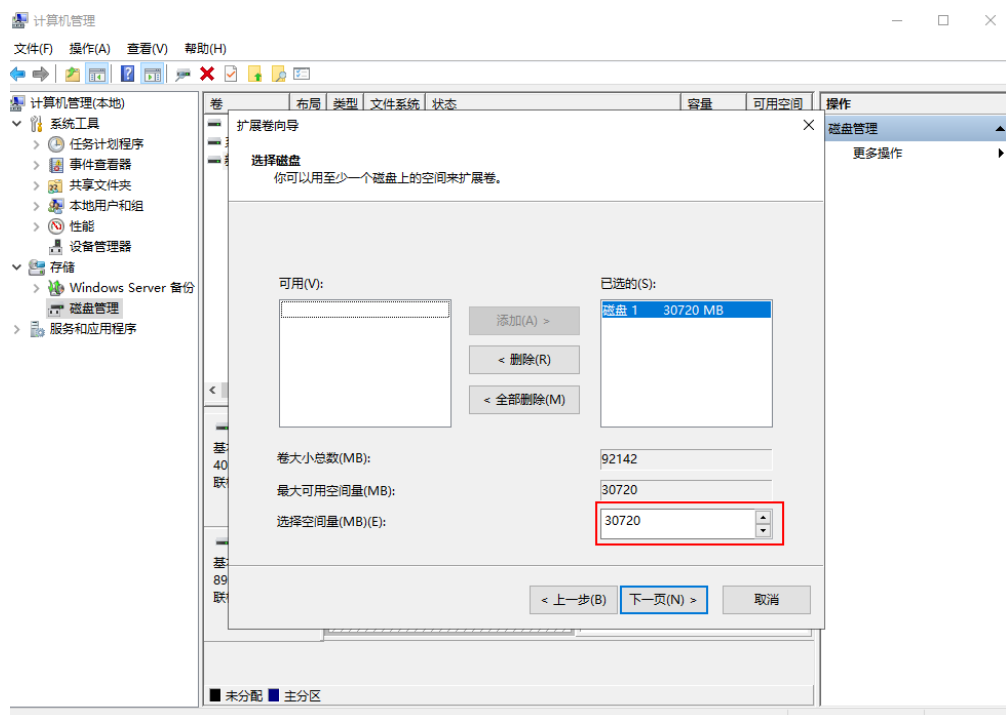 计算机管理
文件(F) 操作(A) 查看(V) 帮助(H)
计算机管理(本地)
系统工具
任务计划程序
事件查看器
共享文件夹
本地用户和组
性能
设备管理器
存储
Windows Server 备份
磁盘管理
服务和应用程序
卷 布局 类型 文件系统 状态 容量 可用空间
操作
磁盘管理
更多操作
扩展卷向导
选择磁盘
你可以用至少一个磁盘上的空间来扩展卷。
可用(V):
已选的(S):
添加(A) >
< 删除(R)
< 全部删除(M)
磁盘 1 30720 MB
卷大小总数(MB): 92142
最大可用空间量(MB): 30720
选择空间量(MB)(E): 30720
< 上一步(B) 下一页(N) > 取消
基
40
联
基
89
联
未分配 主分区